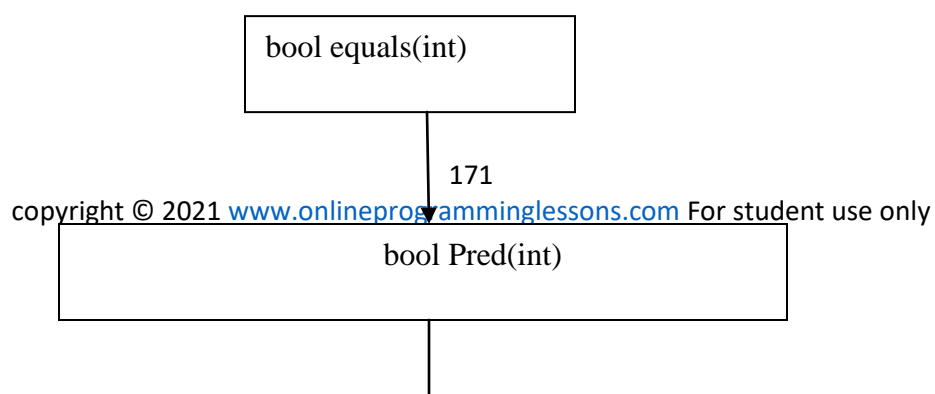 bool equals(int)
171
copyright © 2021 www.onlineprogramminglessons.com For student use only
bool Pred(int)